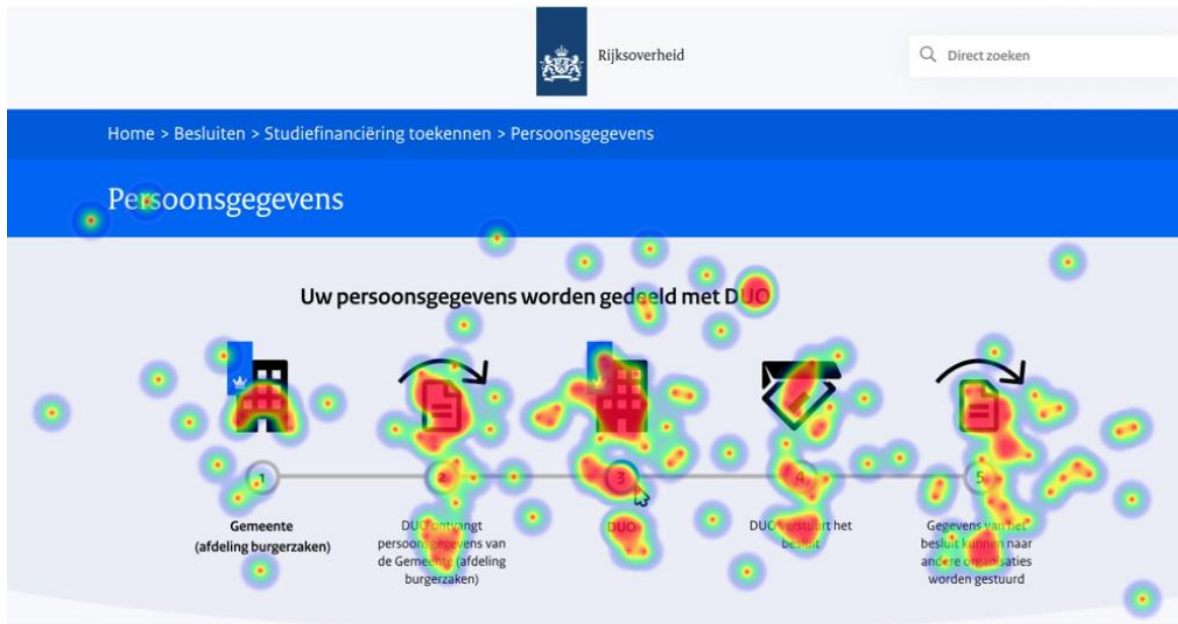 Rijksoverheid
Direct zoeken
Home > Besluiten > Studiefinanciëring toekennen > Persoonsgegevens
Persoonsgegevens
Uw persoonsgegevens worden gedeeld met DUO
1
2
3
4
5
Gemeente
(afdeling burgerzaken)
DUO ontvangt
persoonsgegevens van
de Gemeente (afdeling
burgerzaken)
DUO
DUO verstuurt het
besluit
Gegevens van het
besluit kunnen naar
andere organisaties
worden gestuurd